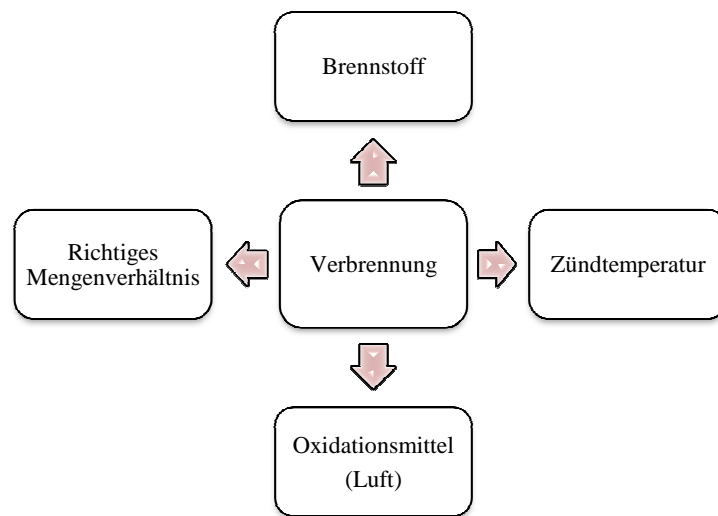 Brennstoff
Richtiges
Mengenverhältnis
Verbrennung
Zündtemperatur
Oxidationsmittel
(Luft)